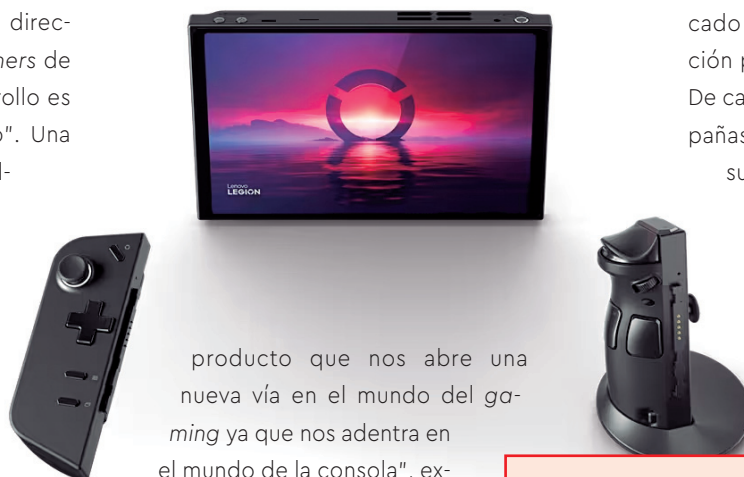 direc-
ners de
rollo es
o". Una
Lenovo
LEGION
producto que nos abre una
nueva vía en el mundo del ga-
ming ya que nos adentra en
el mundo de la consola", ex-
cado
ción p
De ca
pañas
su